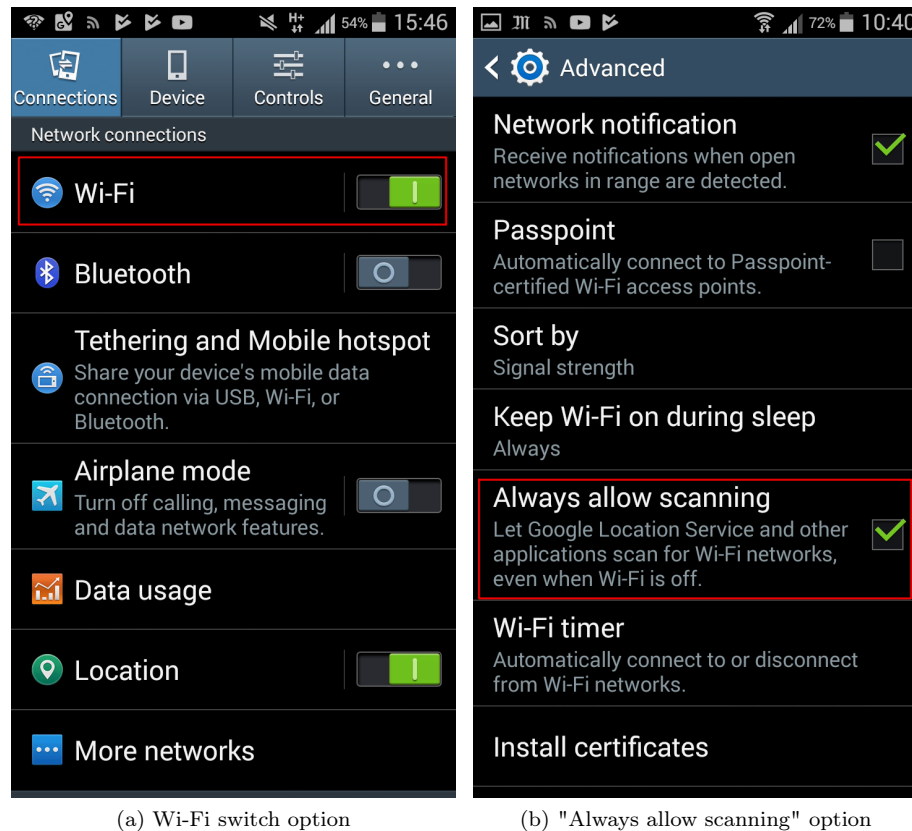 H+ 54% 15:46
Connections Device Controls General
Network connections
Wi-Fi
Bluetooth
Tethering and Mobile hotspot
Share your device's mobile data
connection via USB, Wi-Fi, or
Bluetooth.
Airplane mode
Turn off calling, messaging
and data network features.
Data usage
Location
More networks
(a) Wi-Fi switch option
72% 10:40
Advanced
Network notification
Receive notifications when open
networks in range are detected.
Passpoint
Automatically connect to Passpoint-
certified Wi-Fi access points.
Sort by
Signal strength
Keep Wi-Fi on during sleep
Always
Always allow scanning
Let Google Location Service and other
applications scan for Wi-Fi networks,
even when Wi-Fi is off.
Wi-Fi timer
Automatically connect to or disconnect
from Wi-Fi networks.
Install certificates
(b) "Always allow scanning" option